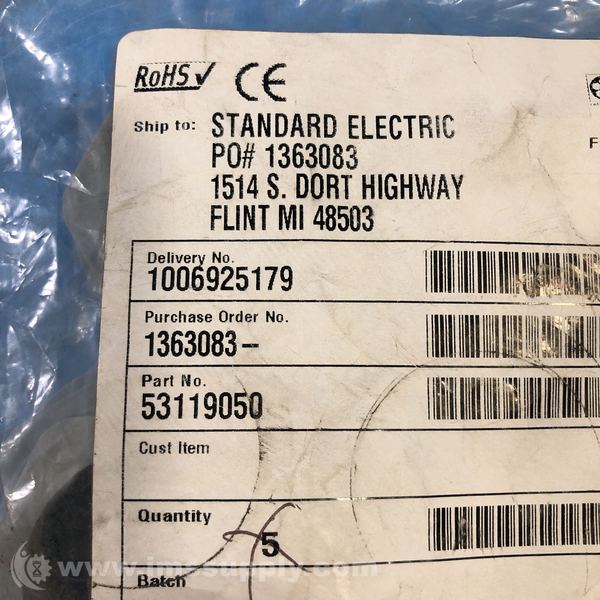 RoHS✓ CE
Ship to: STANDARD ELECTRIC
PO# 1363083
1514 S. DORT HIGHWAY
FLINT MI 48503
F
Delivery No.
1006925179
Purchase Order No.
1363083-
Part No.
53119050
Cust Item
Quantity
5
www.imssupply.com
Batch